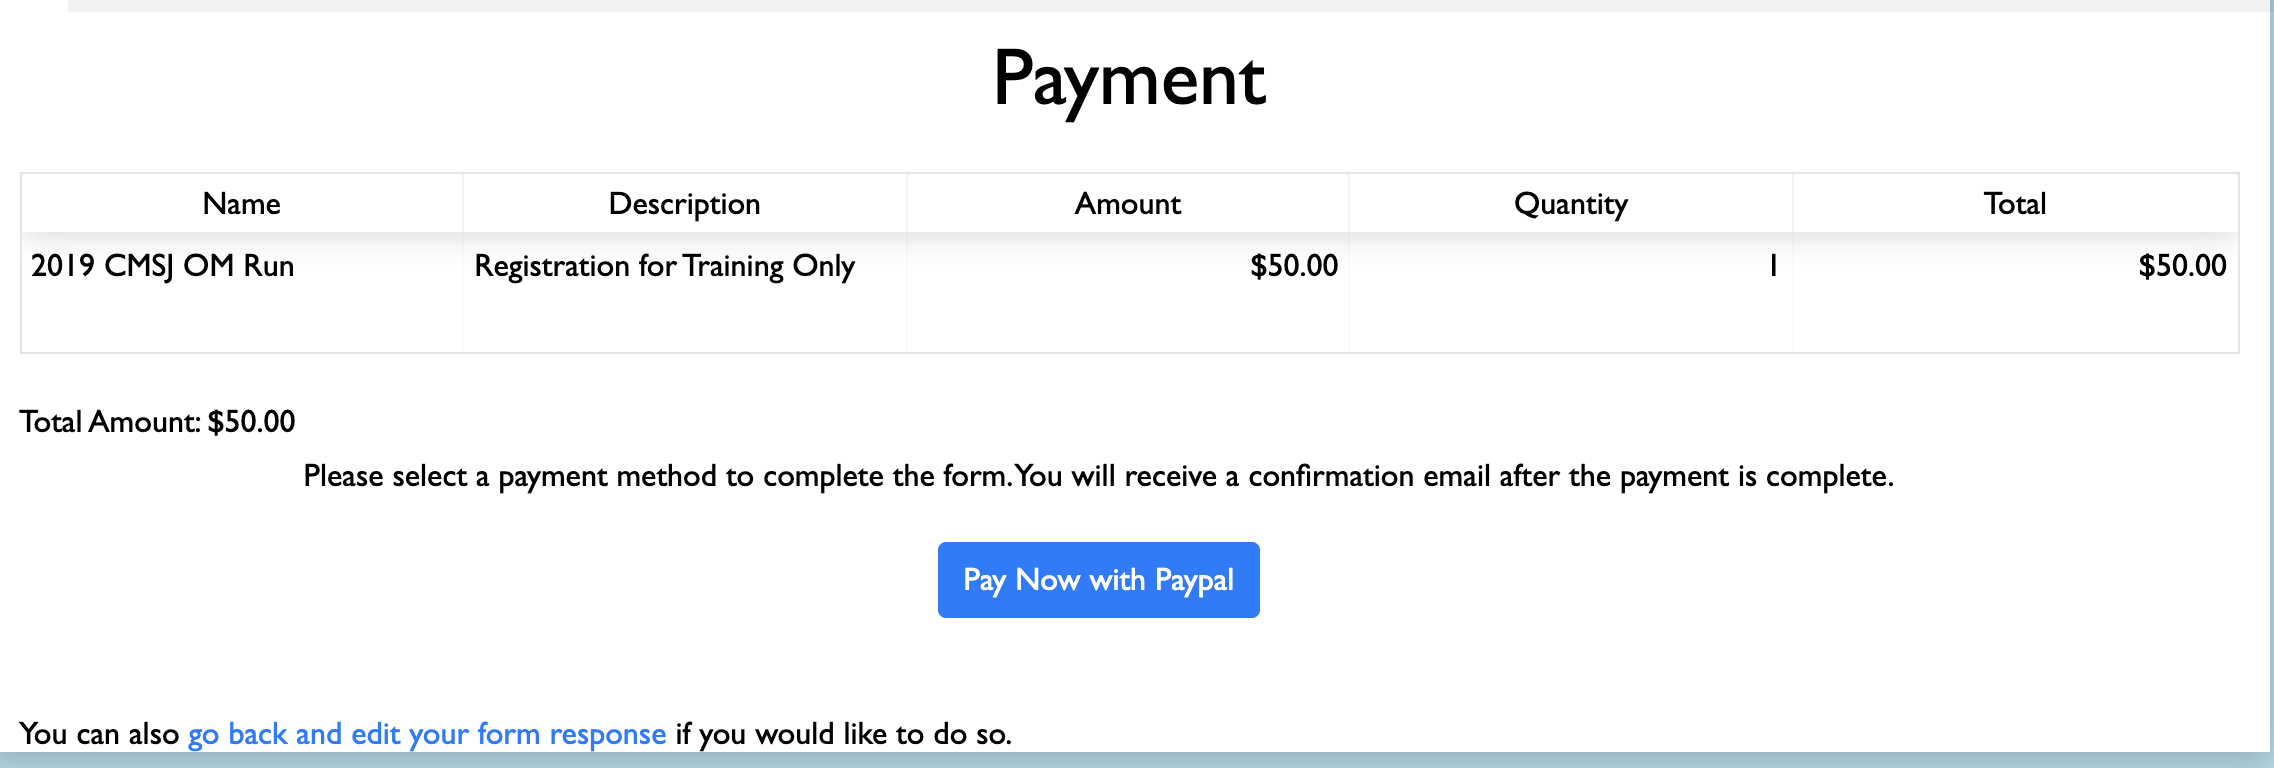 Payment
Name Description Amount Quantity Total
2019 CMSJ OM Run Registration for Training Only $50.00 1 $50.00
Total Amount: $50.00
Please select a payment method to complete the form. You will receive a confirmation email after the payment is complete.
Pay Now with Paypal
You can also go back and edit your form response if you would like to do so.